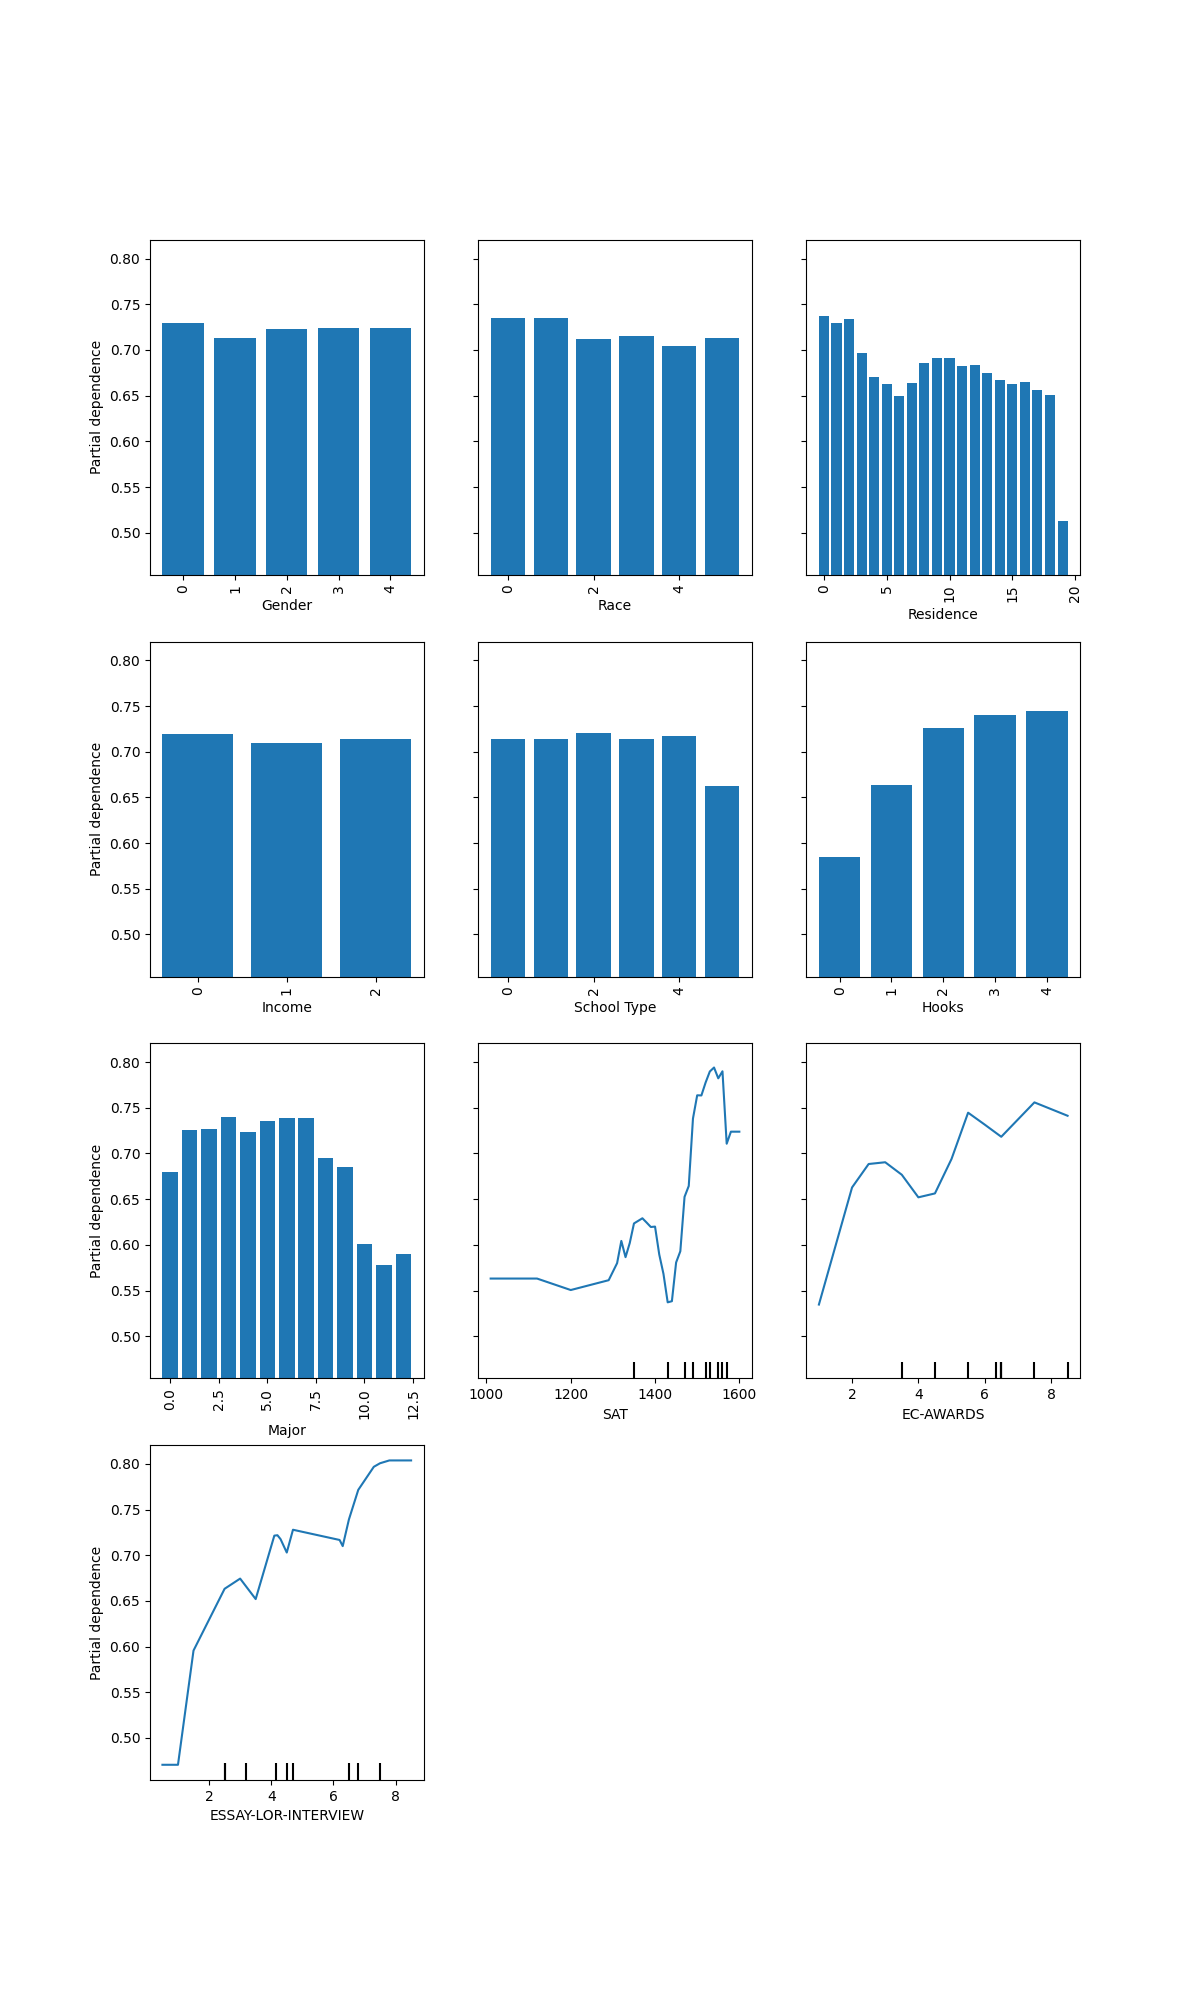 0.80
0.75
0.70
0.65
0.60
0.55
0.50
Partial dependence
0 1 2 3 4
Gender
0 2 4
Race
0 5 10 15 20
Residence
0.80
0.75
0.70
0.65
0.60
0.55
0.50
Partial dependence
0 1 2
Income
0 2 4
School Type
0 1 2 3 4
Hooks
0.80
0.75
0.70
0.65
0.60
0.55
0.50
Partial dependence
0.0 2.5 5.0 7.5 10.0 12.5
Major
1000 1200 1400 1600
SAT
2 4 6 8
EC-AWARDS
0.80
0.75
0.70
0.65
0.60
0.55
0.50
Partial dependence
2 4 6 8
ESSAY-LOR-INTERVIEW